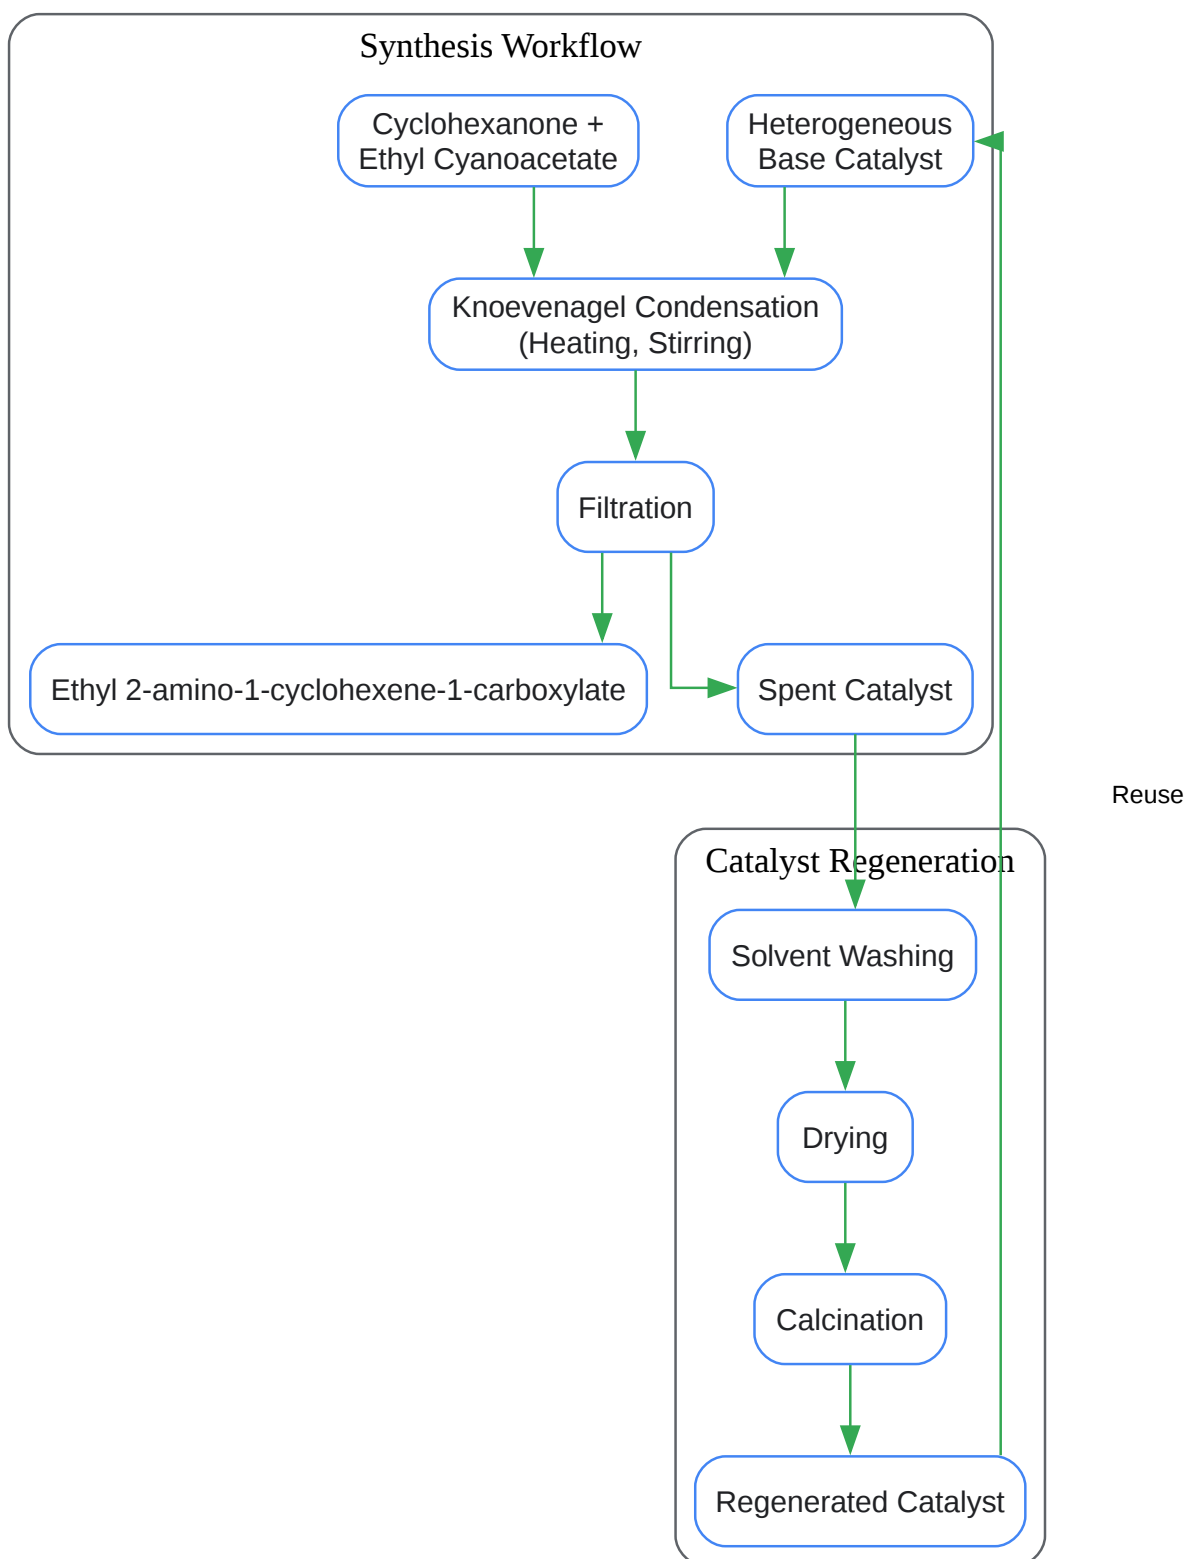 Synthesis Workflow
Cyclohexanone +
Ethyl Cyanoacetate
Heterogeneous
Base Catalyst
Knoevenagel Condensation
(Heating, Stirring)
Filtration
Ethyl 2-amino-1-cyclohexene-1-carboxylate
Spent Catalyst
Reuse
Catalyst Regeneration
Solvent Washing
Drying
Calcination
Regenerated Catalyst